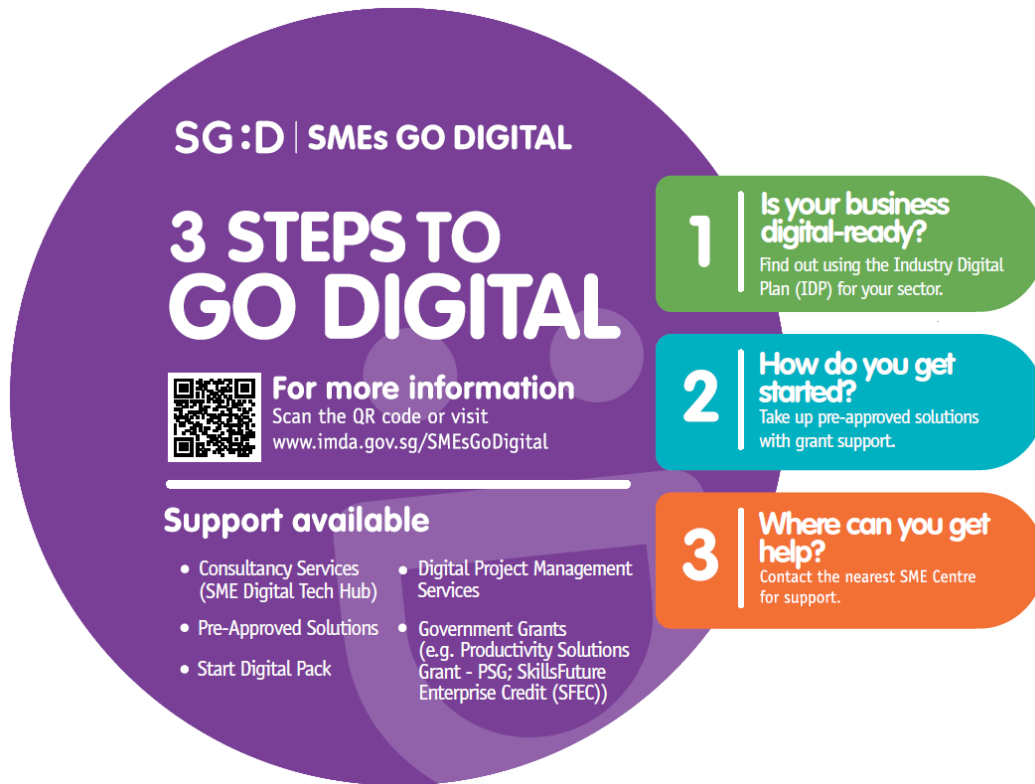 SG:D | SMEs GO DIGITAL
3 STEPS TO
GO DIGITAL
For more information
Scan the QR code or visit
www.imda.gov.sg/SMEsGoDigital
Support available
• Consultancy Services
(SME Digital Tech Hub)
• Pre-Approved Solutions
• Start Digital Pack
• Digital Project Management
Services
• Government Grants
(e.g. Productivity Solutions
Grant - PSG; SkillsFuture
Enterprise Credit (SFEC))
1
Is your business
digital-ready?
Find out using the Industry Digital
Plan (IDP) for your sector.
2
How do you get
started?
Take up pre-approved solutions
with grant support.
3
Where can you get
help?
Contact the nearest SME Centre
for support.